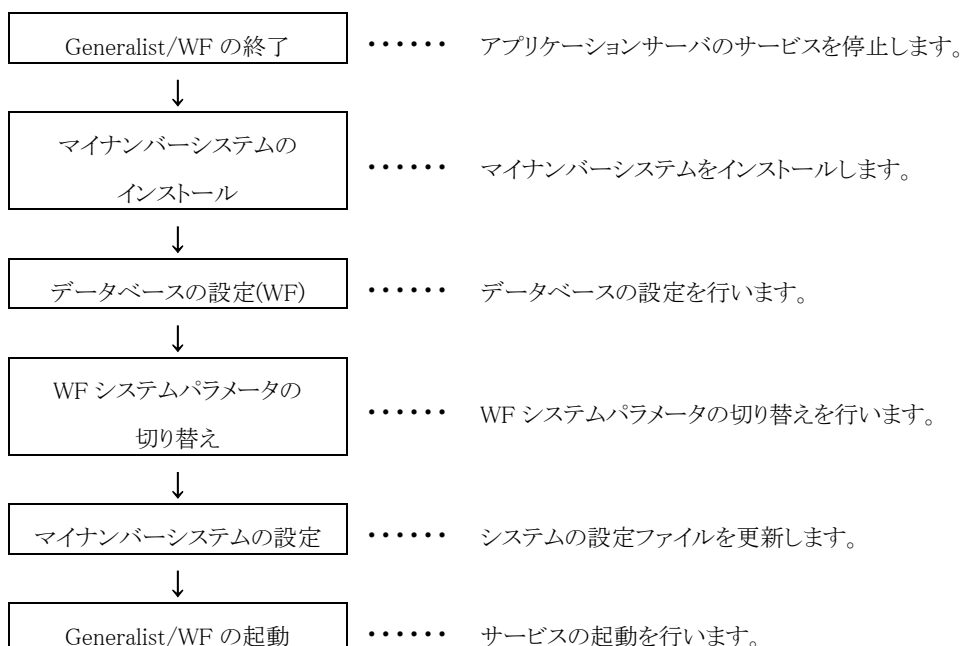 Generalist/WF の終了 ・・・・・・ アプリケーションサーバのサービスを停止します。
↓
マイナンバーシステムの
インストール
・・・・・・ マイナンバーシステムをインストールします。
↓
データベースの設定(WF) ・・・・・・ データベースの設定を行います。
↓
WF システムパラメータの
切り替え
・・・・・・ WF システムパラメータの切り替えを行います。
↓
マイナンバーシステムの設定 ・・・・・・ システムの設定ファイルを更新します。
↓
Generalist/WF の起動 ・・・・・・ サービスの起動を行います。